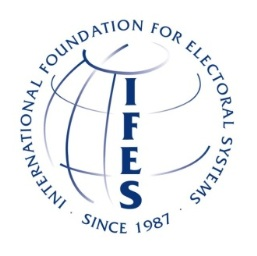 INTERNATIONAL FOUNDATION FOR ELECTORAL SYSTEMS
IFES
· SINCE 1987 ·